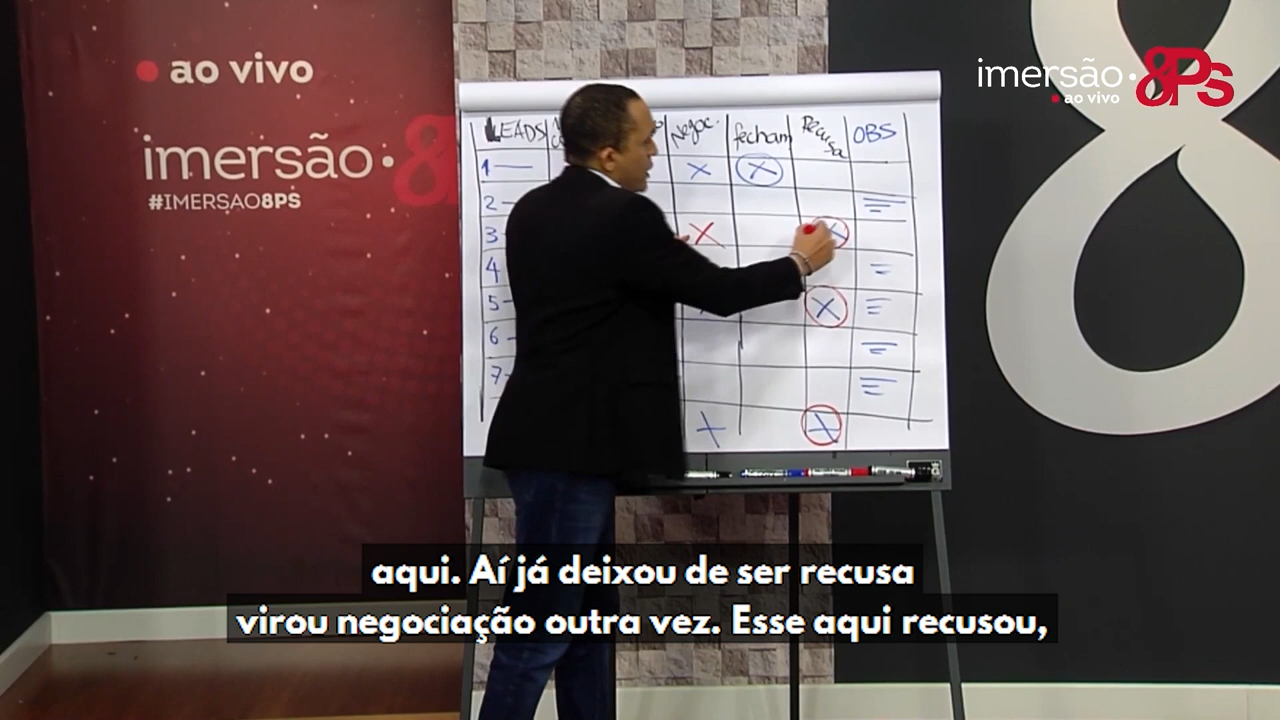 ao vivo
imersão
#IMERSAO8PS
imersão 8Ps
ao vivo
LEADS Negoc. fecham Recusa OBS
1 X X
2
3 X X
4
5 X
6
7
X X
aqui. Aí já deixou de ser recusa
virou negociação outra vez. Esse aqui recusou,